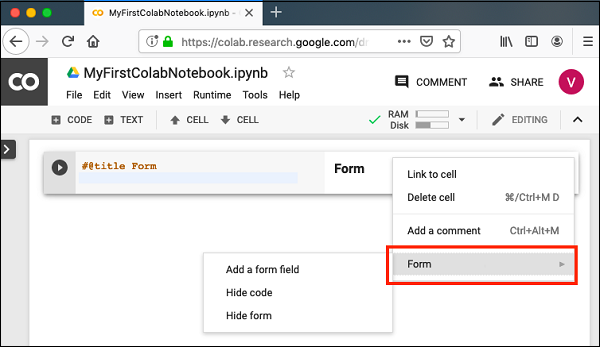 MyFirstColabNotebook.ipynb -
https://colab.research.google.com/dr
CO
MyFirstColabNotebook.ipynb
COMMENT
SHARE
V
File Edit View Insert Runtime Tools Help
CODE TEXT CELL CELL
RAM
Disk
EDITING
#@title Form
Form
Link to cell
Delete cell ⌘/Ctrl+M D
Add a comment Ctrl+Alt+M
Form
Add a form field
Hide code
Hide form